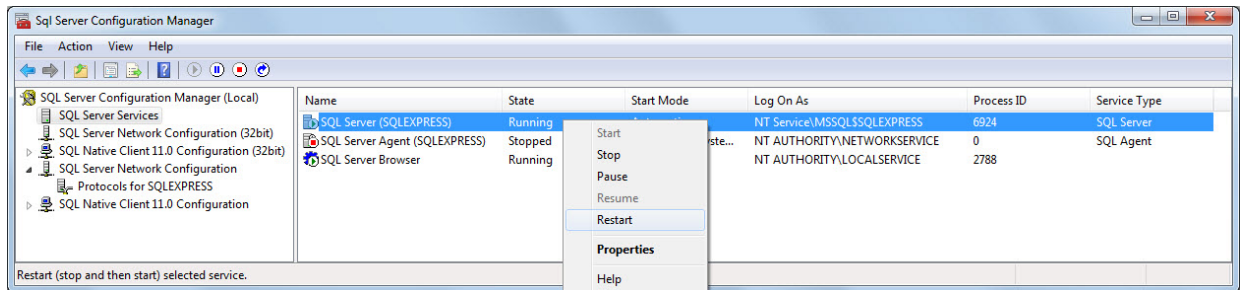 Sql Server Configuration Manager
File Action View Help
SQL Server Configuration Manager (Local)
SQL Server Services
SQL Server Network Configuration (32bit)
SQL Native Client 11.0 Configuration (32bit)
SQL Server Network Configuration
Protocols for SQLEXPRESS
SQL Native Client 11.0 Configuration
Name State Start Mode Log On As Process ID Service Type
SQL Server (SQLEXPRESS) Running NT Service\MSSQL$SQLEXPRESS 6924 SQL Server
SQL Server Agent (SQLEXPRESS) Stopped yste... NT AUTHORITY\NETWORKSERVICE 0 SQL Agent
SQL Server Browser Running NT AUTHORITY\LOCALSERVICE 2788
Start
Stop
Pause
Resume
Restart
Properties
Help
Restart (stop and then start) selected service.